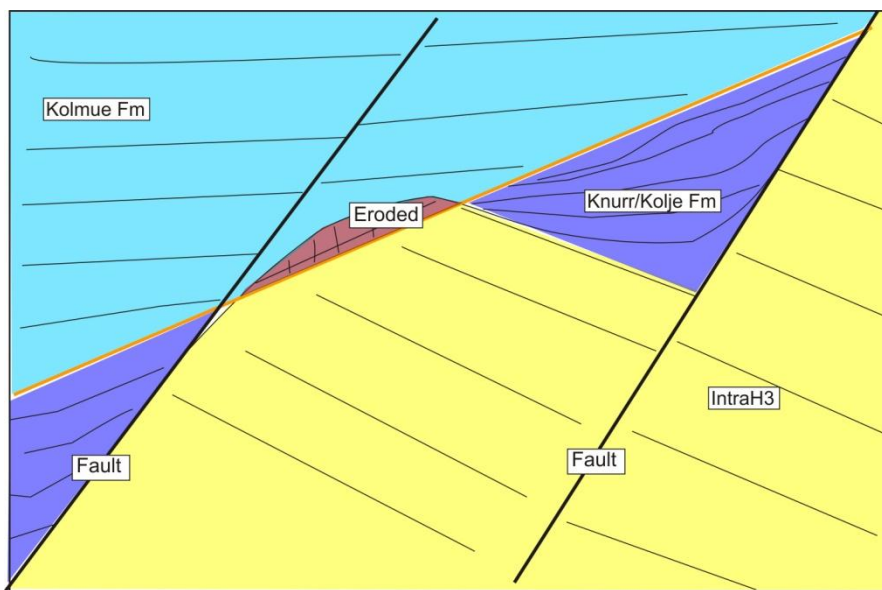 Kolmue Fm
Eroded
Knurr/Kolje Fm
IntraH3
Fault
Fault